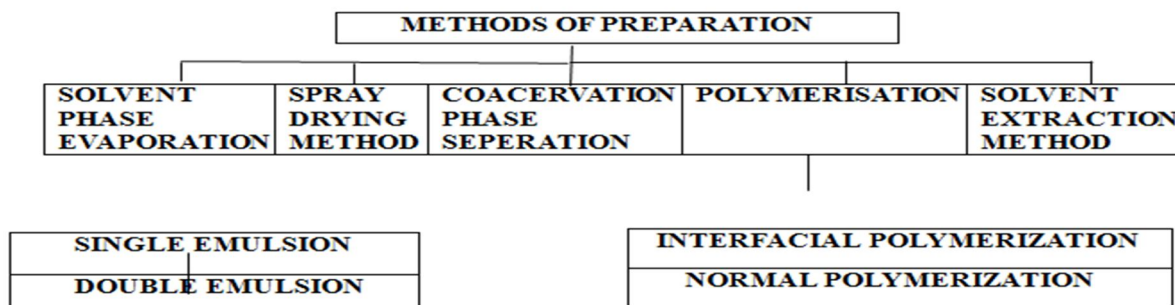 METHODS OF PREPARATION
SOLVENT
PHASE
EVAPORATION
SPRAY
DRYING
METHOD
COACERVATION
PHASE
SEPERATION
POLYMERISATION
SOLVENT
EXTRACTION
METHOD
SINGLE EMULSION
DOUBLE EMULSION
INTERFACIAL POLYMERIZATION
NORMAL POLYMERIZATION